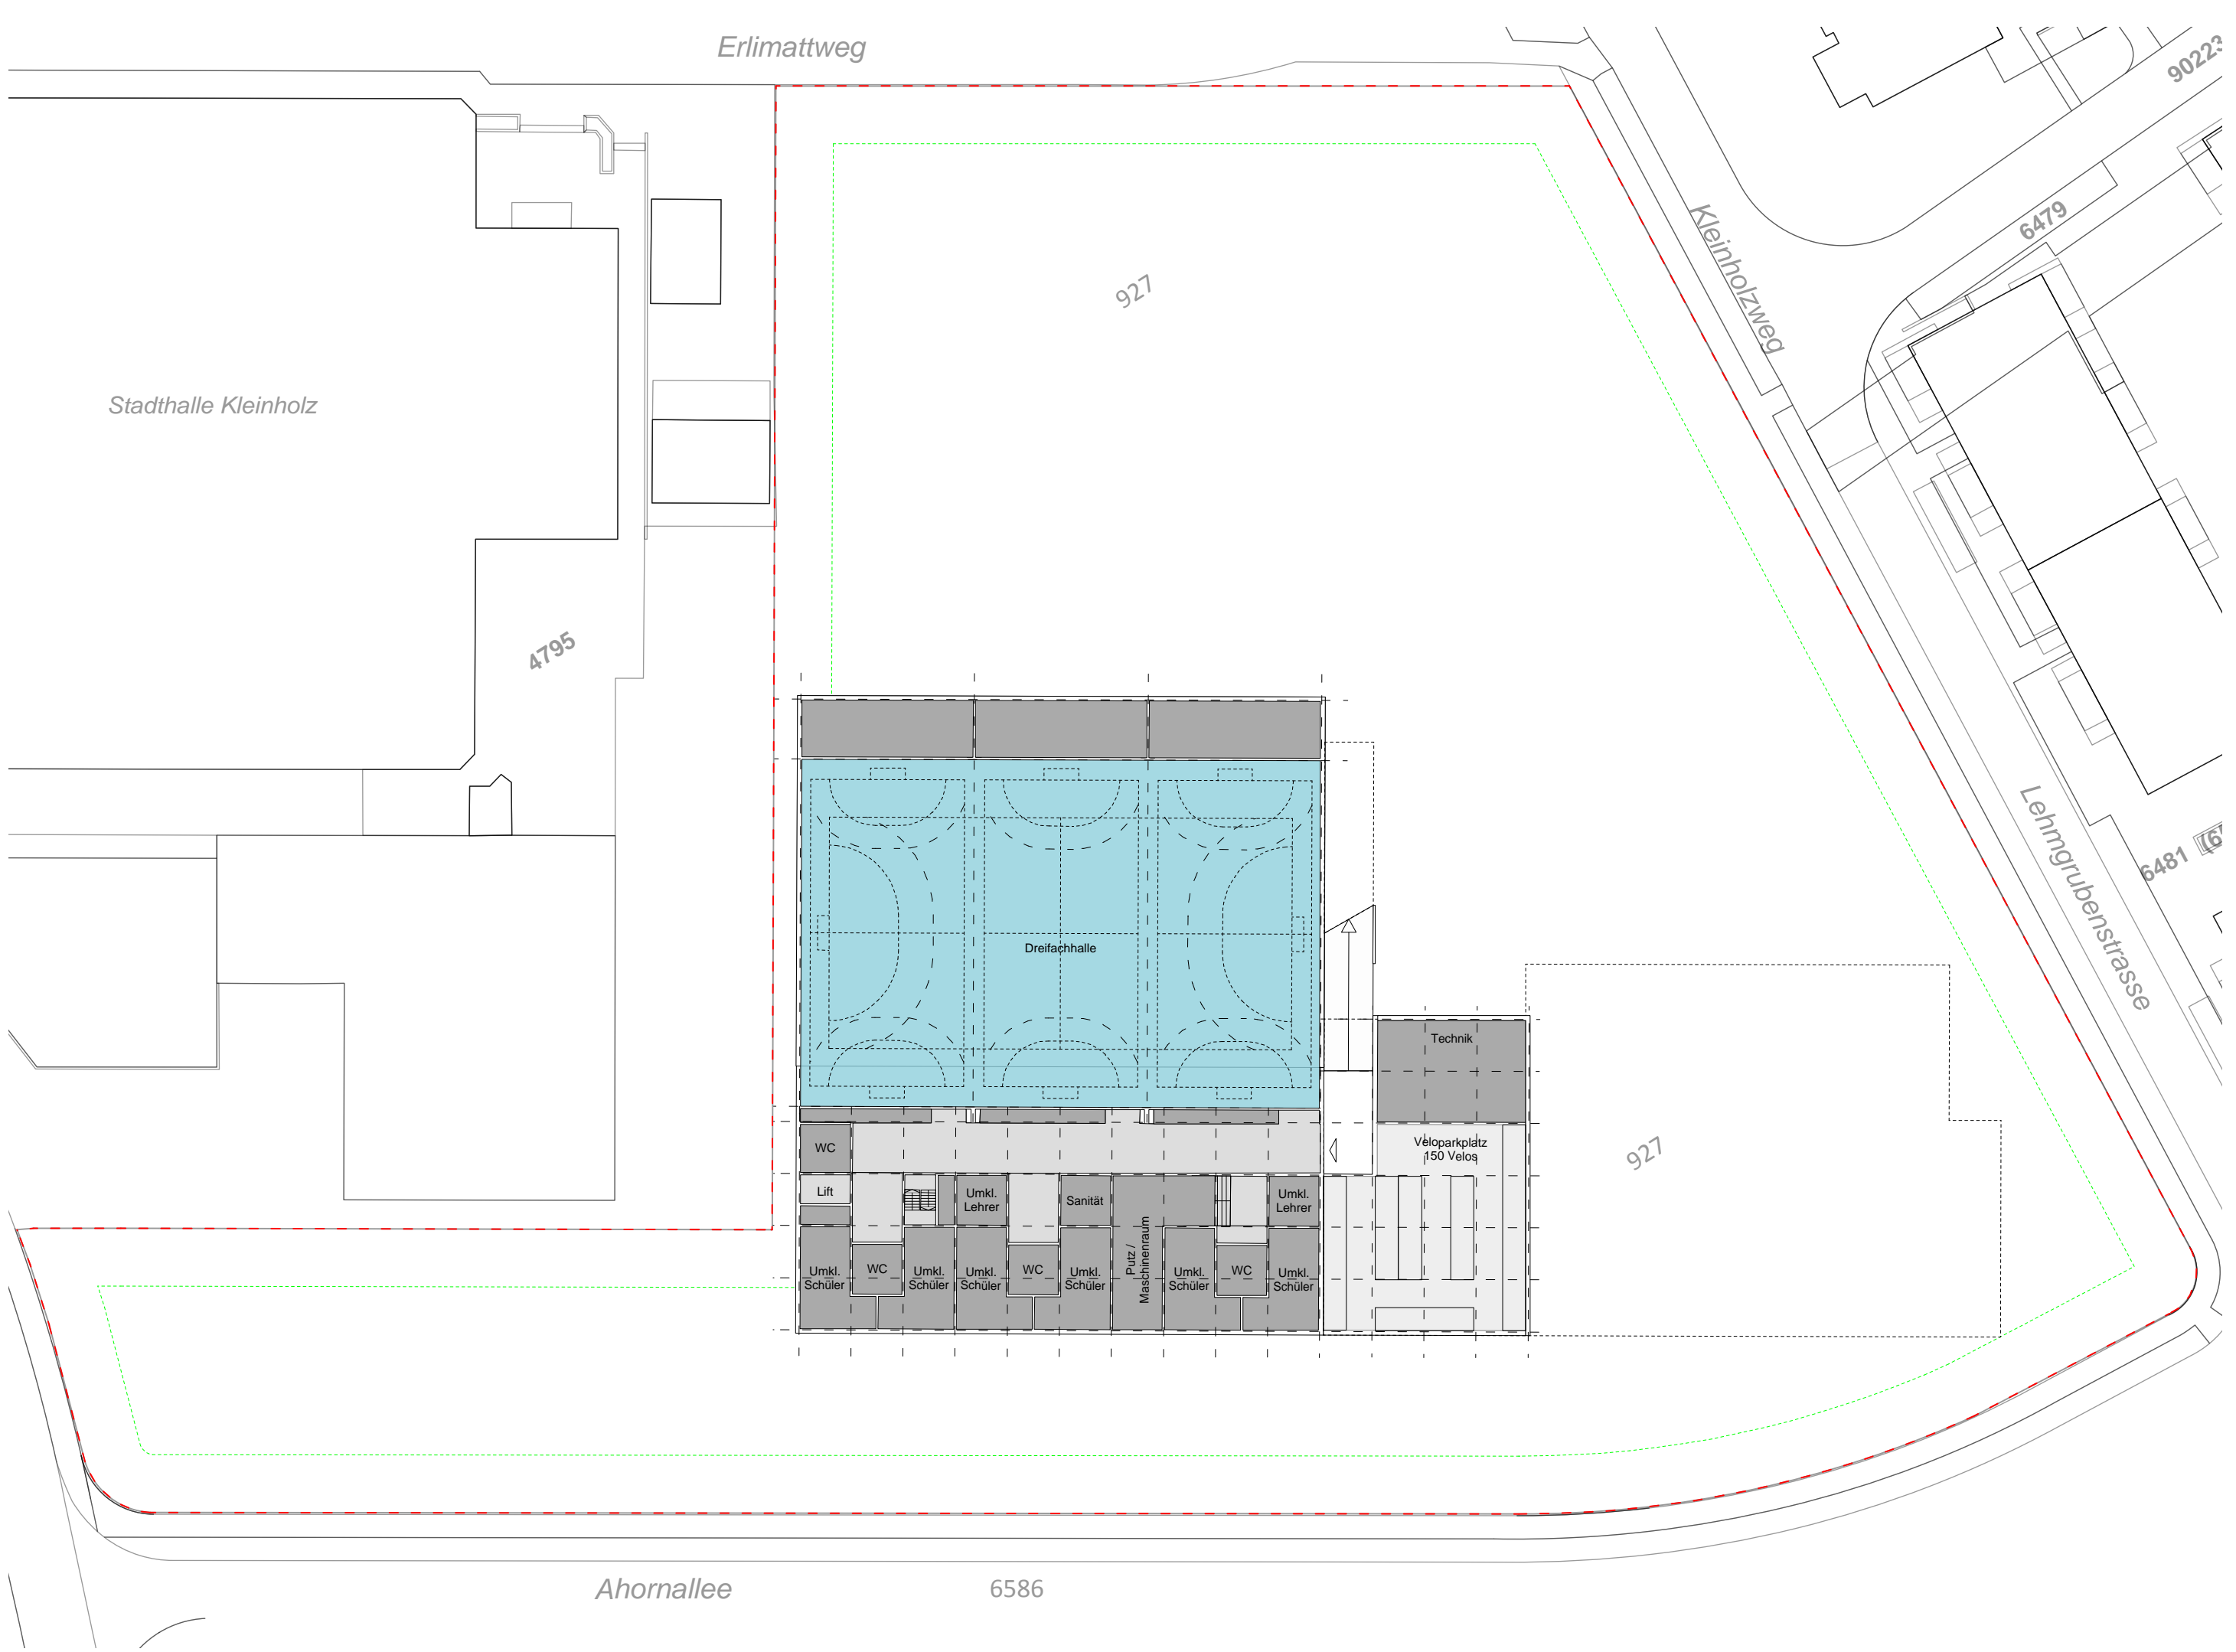 Erlimattweg
90223
6479
Kleinholzweg
927
Stadthalle Kleinholz
4795
Lehmgrubenstrasse
6481
Dreifachhalle
Technik
Veloparkplatz
150 Velos
927
WC
Lift
Umkl.
Lehrer
Sanität
Umkl.
Lehrer
Putz /
Maschinenraum
Umkl.
Schüler
WC
Umkl.
Schüler
Umkl.
Schüler
WC
Umkl.
Schüler
Umkl.
Schüler
WC
Umkl.
Schüler
Ahornallee
6586